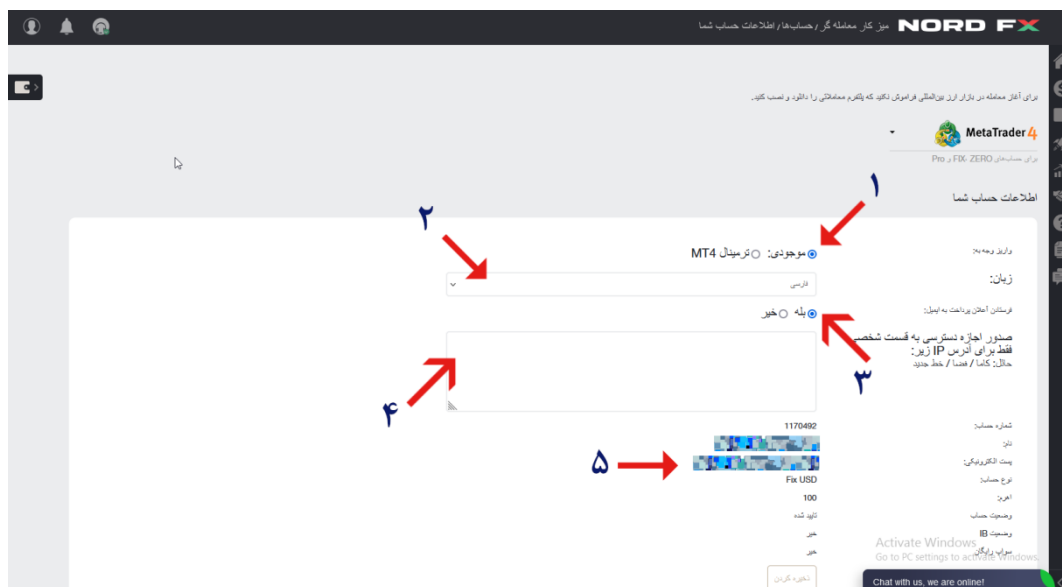 NORD FX میز کار معامله گر / حساب‌ها / اطلاعات حساب شما
برای آغاز معامله در بازار ارز بین‌المللی فراموش نکنید که پلتفرم معاملاتی را دانلود و نصب کنید.
MetaTrader 4
برای حساب‌های FIX، ZERO و Pro
اطلاعات حساب شما
۱
۲
واریز وجه به: موجودی: ترمینال MT4
زبان: فارسی
فرستادن اعلان پرداخت به ایمیل: بله خیر
صدور اجازه دسترسی به قسمت شخصی
فقط برای آدرس IP زیر:
حائل: کاما / فضا / خط جدید
۳
۴
شماره حساب: 1170492
نام:
پست الکترونیکی:
۵
نوع حساب: Fix USD
اهرم: 100
وضعیت حساب تایید شده
وضعیت IB خیر
سواپ رایگان خیر
ذخیره کردن
Activate Windows
Go to PC settings to activate Windows.
Chat with us, we are online!